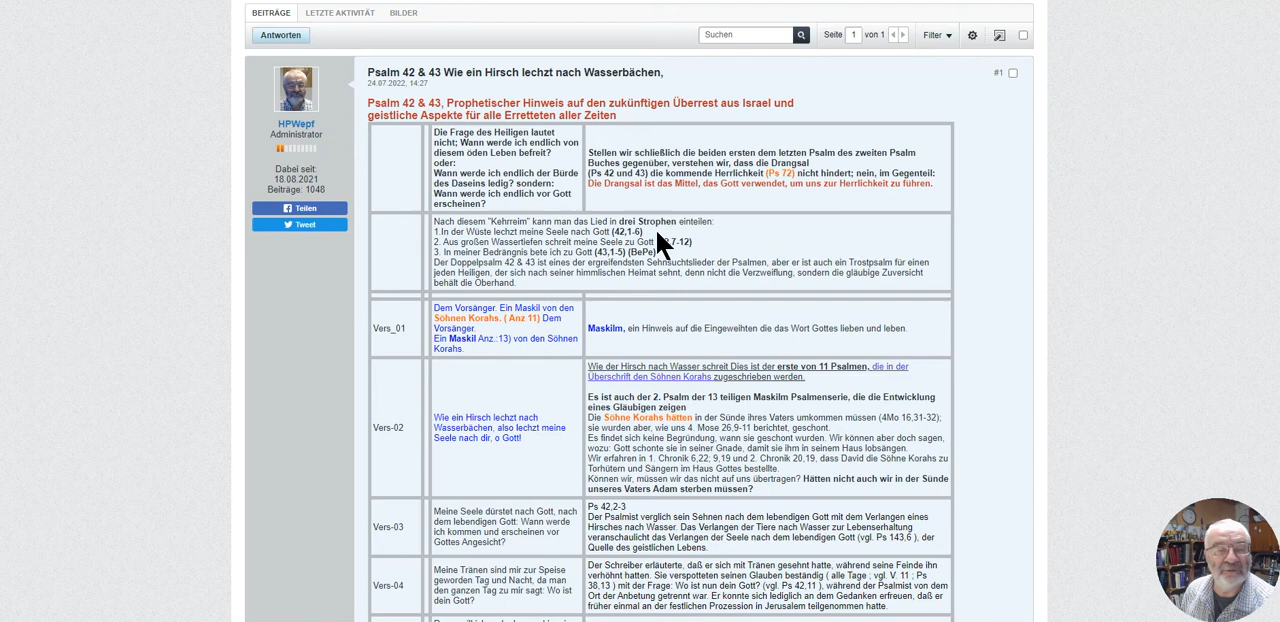 BEITRÄGE LETZTE AKTIVITÄT BILDER
Antworten
Suchen
Seite 1 von 1
Filter
HPWepf
Administrator
Dabei seit:
18.08.2021
Beiträge: 1048
Teilen
Tweet
Psalm 42 & 43 Wie ein Hirsch lechzt nach Wasserbächen,
#1
24.07.2022, 14:27
Psalm 42 & 43, Prophetischer Hinweis auf den zukünftigen Überrest aus Israel und
geistliche Aspekte für alle Erretteten aller Zeiten
Die Frage des Heiligen lautet
nicht; Wann werde ich endlich von
diesem öden Leben befreit?
oder:
Wann werde ich endlich der Bürde
des Daseins ledig? sondern:
Wann werde ich endlich vor Gott
erscheinen?
Stellen wir schließlich die beiden ersten dem letzten Psalm des zweiten Psalm
Buches gegenüber, verstehen wir, dass die Drangsal
(Ps 42 und 43) die kommende Herrlichkeit (Ps 72) nicht hindert; nein, im Gegenteil:
Die Drangsal ist das Mittel, das Gott verwendet, um uns zur Herrlichkeit zu führen.
Nach diesem "Kehrreim" kann man das Lied in drei Strophen einteilen:
1.In der Wüste lechzt meine Seele nach Gott (42,1-6)
2. Aus großen Wassertiefen schreit meine Seele zu Gott 7-12)
3. In meiner Bedrängnis bete ich zu Gott (43,1-5) (BePe)
Der Doppelpsalm 42 & 43 ist eines der ergreifendsten Sehnsuchtslieder der Psalmen, aber er ist auch ein Trostpsalm für einen
jeden Heiligen, der sich nach seiner himmlischen Heimat sehnt, denn nicht die Verzweiflung, sondern die gläubige Zuversicht
behält die Oberhand.
Vers_01
Dem Vorsänger. Ein Maskil von den
Söhnen Korahs. ( Anz 11) Dem
Vorsänger.
Ein Maskil Anz.:13) von den Söhnen
Korahs.
Maskilm, ein Hinweis auf die Eingeweihten die das Wort Gottes lieben und leben.
Vers-02
Wie ein Hirsch lechzt nach
Wasserbächen, also lechzt meine
Seele nach dir, o Gott!
Wie der Hirsch nach Wasser schreit Dies ist der erste von 11 Psalmen, die in der
Überschrift den Söhnen Korahs zugeschrieben werden.
Es ist auch der 2. Psalm der 13 teiligen Maskilm Psalmenserie, die die Entwicklung
eines Gläubigen zeigen
Die Söhne Korahs hätten in der Sünde ihres Vaters umkommen müssen (4Mo 16,31-32);
sie wurden aber, wie uns 4. Mose 26,9-11 berichtet, geschont.
Es findet sich keine Begründung, wann sie geschont wurden. Wir können aber doch sagen,
wozu: Gott schonte sie in seiner Gnade, damit sie ihm in seinem Haus lobsängen.
Wir erfahren in 1. Chronik 6,22; 9,19 und 2. Chronik 20,19, dass David die Söhne Korahs zu
Torhütern und Sängern im Haus Gottes bestellte.
Können wir, müssen wir das nicht auf uns übertragen? Hätten nicht auch wir in der Sünde
unseres Vaters Adam sterben müssen?
Vers-03
Meine Seele dürstet nach Gott, nach
dem lebendigen Gott: Wann werde
ich kommen und erscheinen vor
Gottes Angesicht?
Ps 42,2-3
Der Psalmist verglich sein Sehnen nach dem lebendigen Gott mit dem Verlangen eines
Hirsches nach Wasser. Das Verlangen der Tiere nach Wasser zur Lebenserhaltung
veranschaulicht das Verlangen der Seele nach dem lebendigen Gott (vgl. Ps 143,6 ), der
Quelle des geistlichen Lebens.
Vers-04
Meine Tränen sind mir zur Speise
geworden Tag und Nacht, da man
den ganzen Tag zu mir sagt: Wo ist
nun dein Gott?
Der Schreiber erläuterte, daß er sich mit Tränen gesehnt hatte, während seine Feinde ihn
verhöhnt hatten. Sie verspotteten seinen Glauben beständig ( alle Tage ; vgl. V. 11 ; Ps
38,13 ) mit der Frage: Wo ist nun dein Gott? (vgl. Ps 42,11 ), während der Psalmist von dem
Ort der Anbetung getrennt war. Er konnte sich lediglich an dem Gedanken erfreuen, daß er
früher einmal an der festlichen Prozession in Jerusalem teilgenommen hatte.